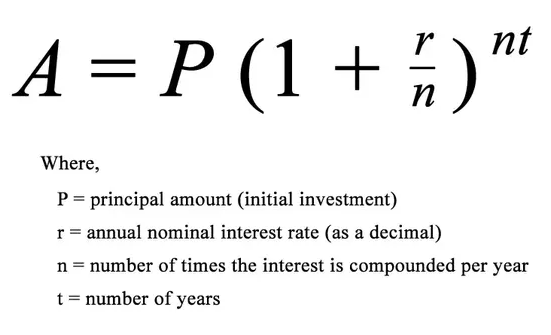 A = P (1 + r/n)^nt
Where,
P = principal amount (initial investment)
r = annual nominal interest rate (as a decimal)
n = number of times the interest is compounded per year
t = number of years